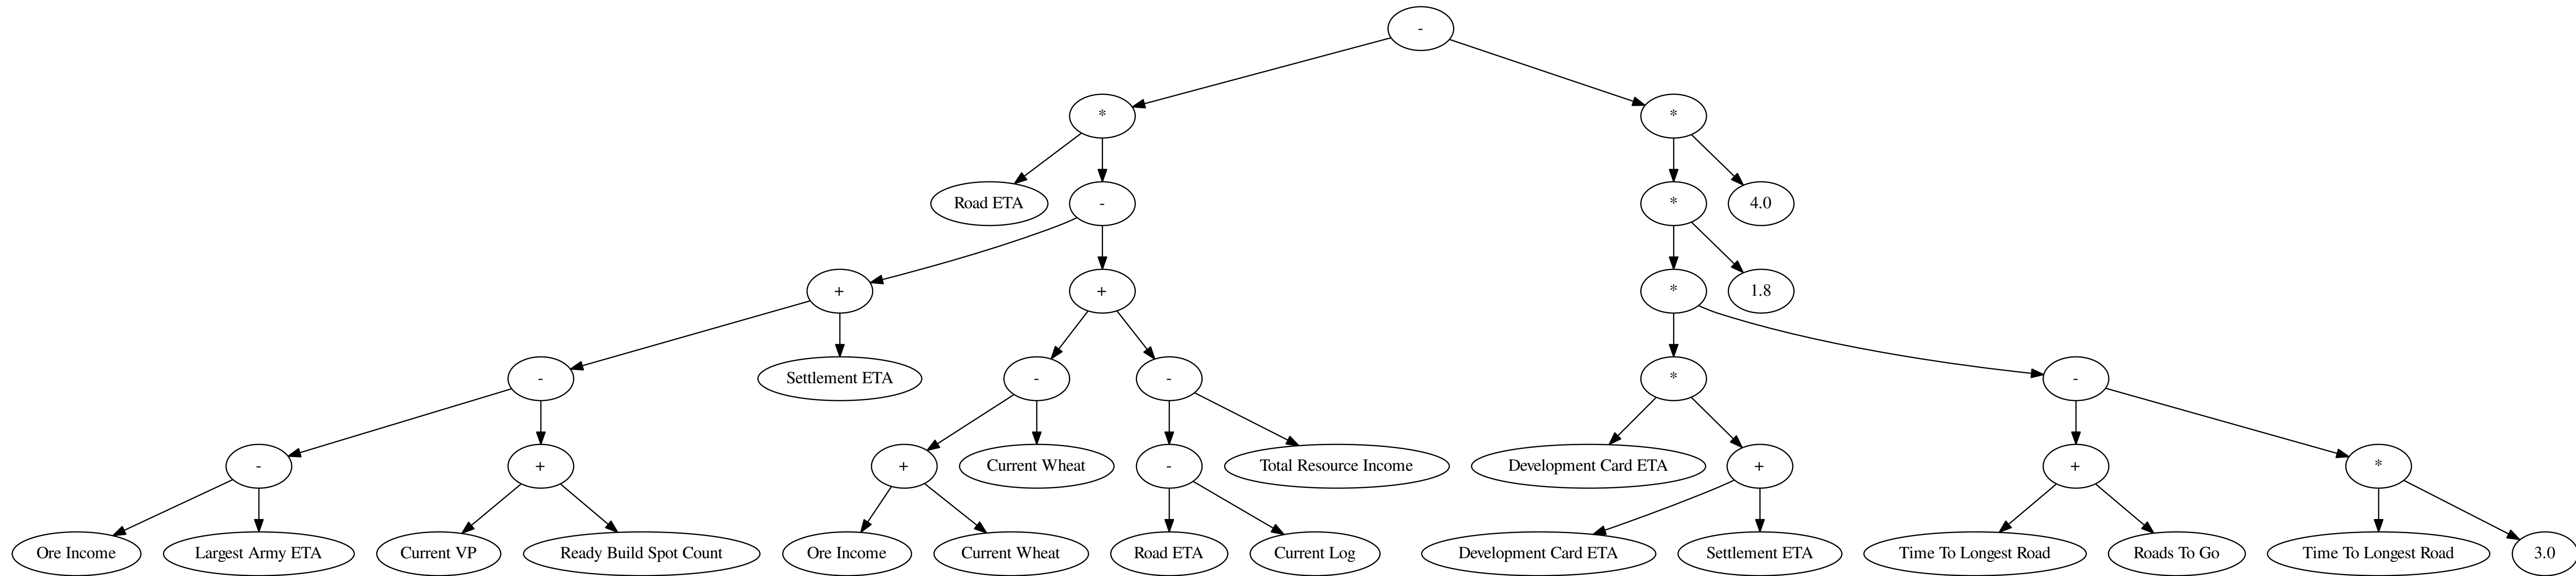 -
*
*
Road ETA
-
*
4.0
+
+
*
1.8
-
Settlement ETA
-
-
*
-
-
+
+
Current Wheat
-
Total Resource Income
Development Card ETA
+
+
*
Ore Income
Largest Army ETA
Current VP
Ready Build Spot Count
Ore Income
Current Wheat
Road ETA
Current Log
Development Card ETA
Settlement ETA
Time To Longest Road
Roads To Go
Time To Longest Road
3.0